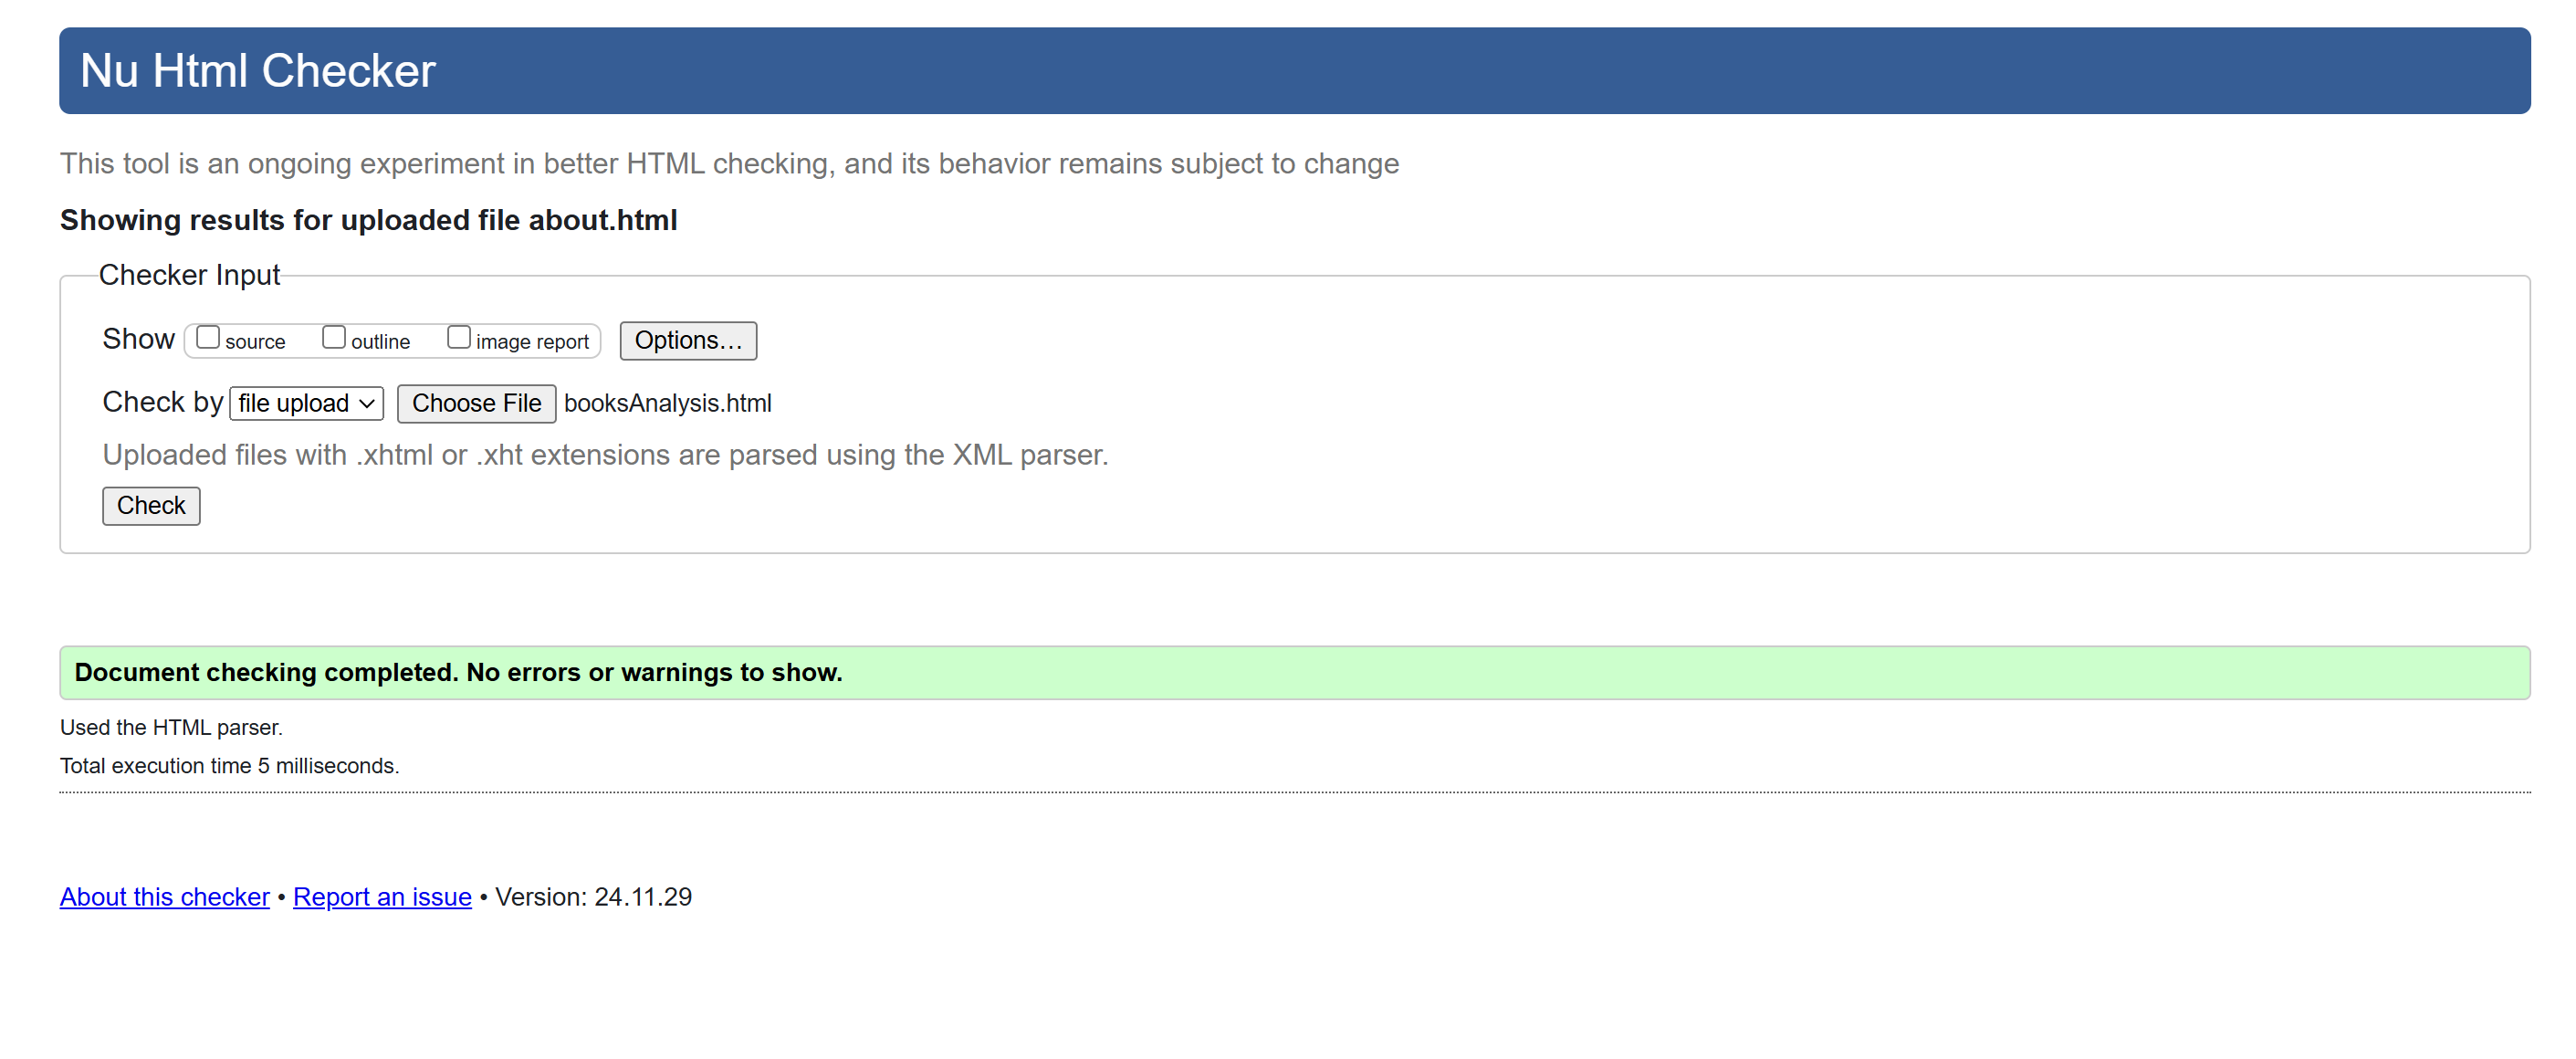 Nu Html Checker
This tool is an ongoing experiment in better HTML checking, and its behavior remains subject to change
Showing results for uploaded file about.html
Checker Input
Show source outline image report Options...
Check by file upload Choose File booksAnalysis.html
Uploaded files with .xhtml or .xht extensions are parsed using the XML parser.
Check
Document checking completed. No errors or warnings to show.
Used the HTML parser.
Total execution time 5 milliseconds.
About this checker • Report an issue • Version: 24.11.29